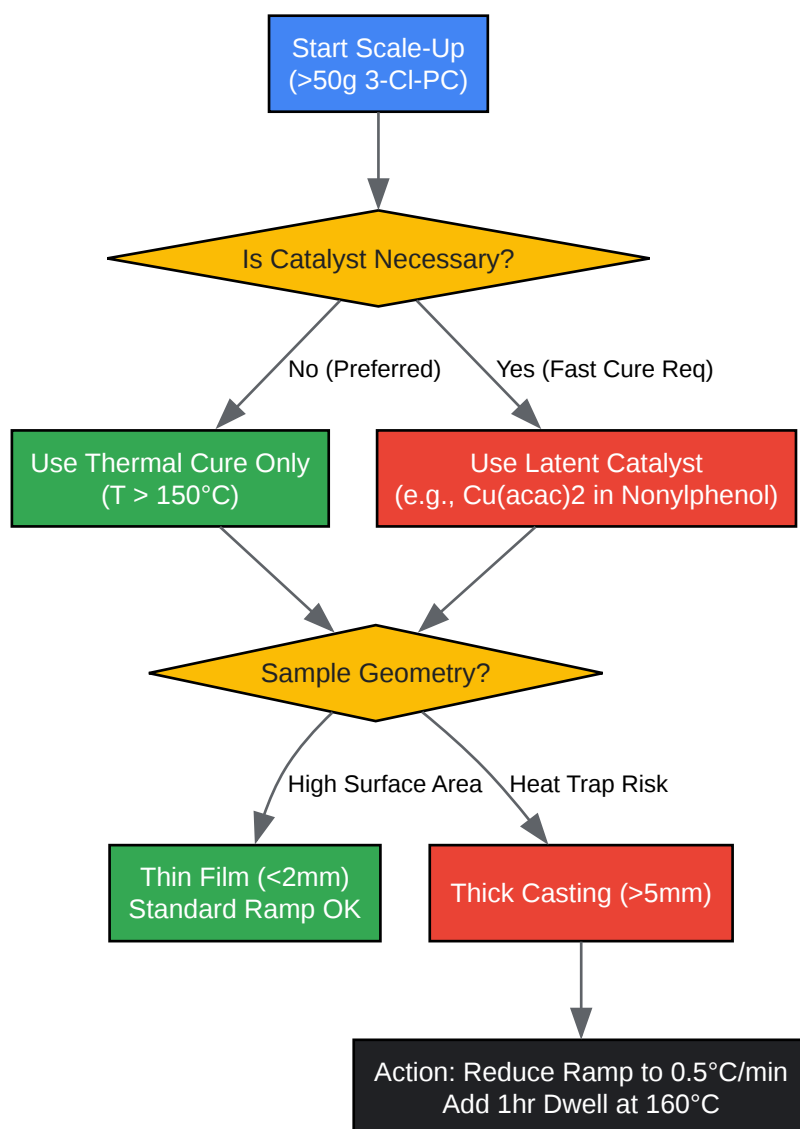 Start Scale-Up
(>50g 3-Cl-PC)
Is Catalyst Necessary?
No (Preferred)
Yes (Fast Cure Req)
Use Thermal Cure Only
(T > 150°C)
Use Latent Catalyst
(e.g., Cu(acac)2 in Nonylphenol)
Sample Geometry?
High Surface Area
Heat Trap Risk
Thin Film (<2mm)
Standard Ramp OK
Thick Casting (>5mm)
Action: Reduce Ramp to 0.5°C/min
Add 1hr Dwell at 160°C